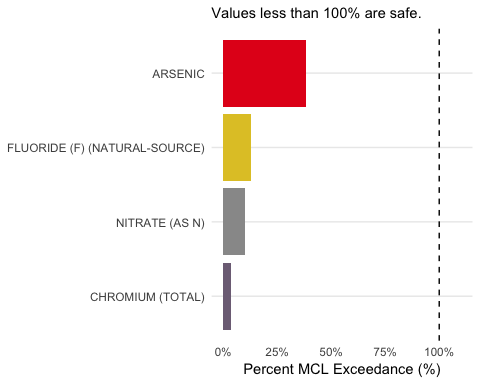 Values less than 100% are safe.
ARSENIC
FLUORIDE (F) (NATURAL-SOURCE)
NITRATE (AS N)
CHROMIUM (TOTAL)
0% 25% 50% 75% 100%
Percent MCL Exceedance (%)